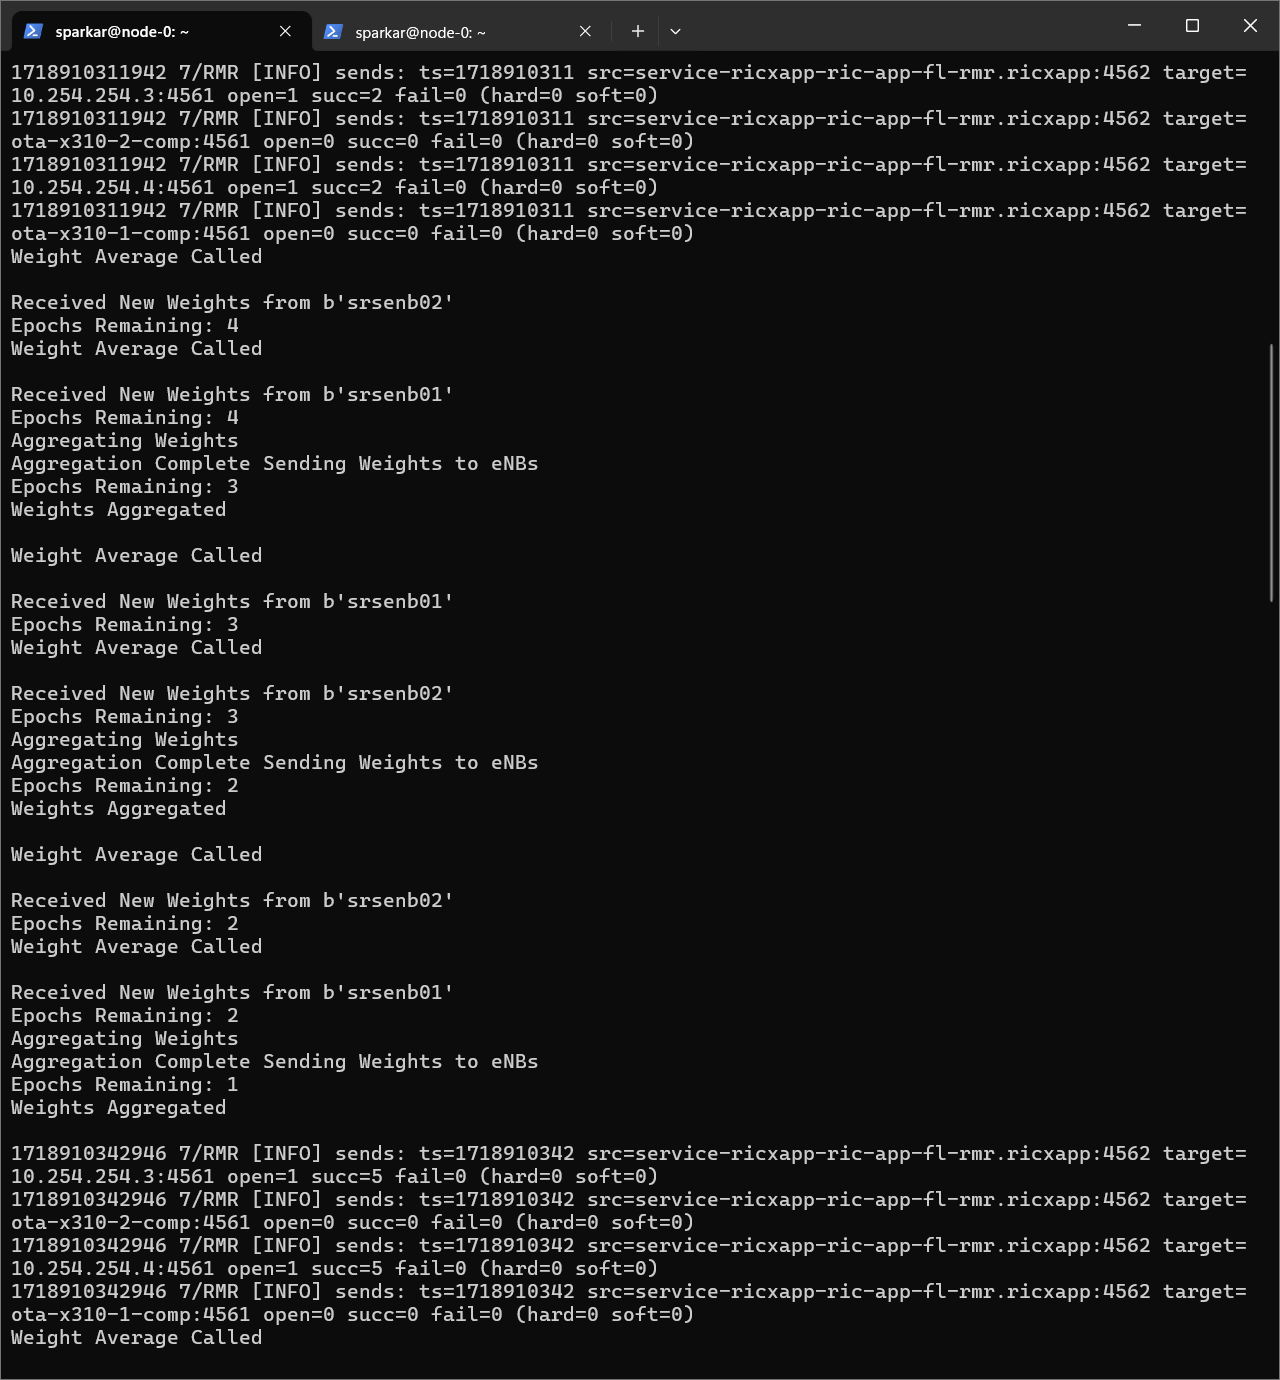 sparkar@node-0: ~
sparkar@node-0: ~
1718910311942 7/RMR [INFO] sends: ts=1718910311 src=service-ricxapp-ric-app-fl-rmr.ricxapp:4562 target=
10.254.254.3:4561 open=1 succ=2 fail=0 (hard=0 soft=0)
1718910311942 7/RMR [INFO] sends: ts=1718910311 src=service-ricxapp-ric-app-fl-rmr.ricxapp:4562 target=
ota-x310-2-comp:4561 open=0 succ=0 fail=0 (hard=0 soft=0)
1718910311942 7/RMR [INFO] sends: ts=1718910311 src=service-ricxapp-ric-app-fl-rmr.ricxapp:4562 target=
10.254.254.4:4561 open=1 succ=2 fail=0 (hard=0 soft=0)
1718910311942 7/RMR [INFO] sends: ts=1718910311 src=service-ricxapp-ric-app-fl-rmr.ricxapp:4562 target=
ota-x310-1-comp:4561 open=0 succ=0 fail=0 (hard=0 soft=0)
Weight Average Called
Received New Weights from b'srsenb02'
Epochs Remaining: 4
Weight Average Called
Received New Weights from b'srsenb01'
Epochs Remaining: 4
Aggregating Weights
Aggregation Complete Sending Weights to eNBs
Epochs Remaining: 3
Weights Aggregated
Weight Average Called
Received New Weights from b'srsenb01'
Epochs Remaining: 3
Weight Average Called
Received New Weights from b'srsenb02'
Epochs Remaining: 3
Aggregating Weights
Aggregation Complete Sending Weights to eNBs
Epochs Remaining: 2
Weights Aggregated
Weight Average Called
Received New Weights from b'srsenb02'
Epochs Remaining: 2
Weight Average Called
Received New Weights from b'srsenb01'
Epochs Remaining: 2
Aggregating Weights
Aggregation Complete Sending Weights to eNBs
Epochs Remaining: 1
Weights Aggregated
1718910342946 7/RMR [INFO] sends: ts=1718910342 src=service-ricxapp-ric-app-fl-rmr.ricxapp:4562 target=
10.254.254.3:4561 open=1 succ=5 fail=0 (hard=0 soft=0)
1718910342946 7/RMR [INFO] sends: ts=1718910342 src=service-ricxapp-ric-app-fl-rmr.ricxapp:4562 target=
ota-x310-2-comp:4561 open=0 succ=0 fail=0 (hard=0 soft=0)
1718910342946 7/RMR [INFO] sends: ts=1718910342 src=service-ricxapp-ric-app-fl-rmr.ricxapp:4562 target=
10.254.254.4:4561 open=1 succ=5 fail=0 (hard=0 soft=0)
1718910342946 7/RMR [INFO] sends: ts=1718910342 src=service-ricxapp-ric-app-fl-rmr.ricxapp:4562 target=
ota-x310-1-comp:4561 open=0 succ=0 fail=0 (hard=0 soft=0)
Weight Average Called